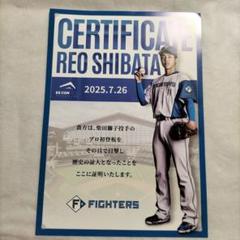 CERTIFICATE
REO SHIBATA
ES CON
2025.7.26
貴方は、柴田獅子投手の
プロ初登板を
その目で目撃し
歴史の証人となったことを
ここに証明いたします。
F FIGHTERS